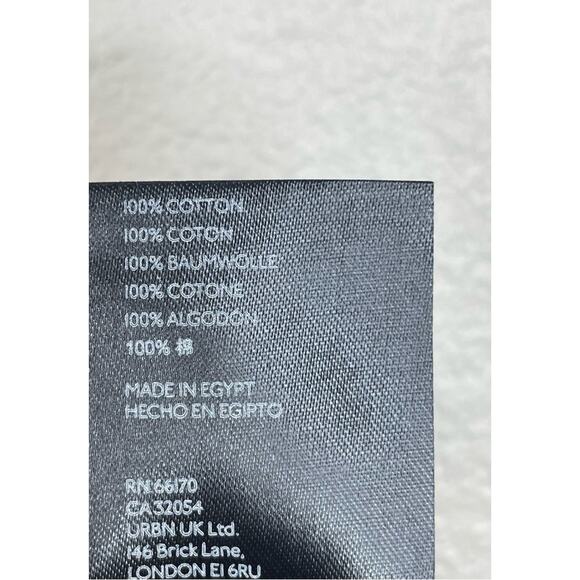 100% COTTON
100% COTON
100% BAUMWOLLE
100% COTONE
100% ALGODON
100% 棉
MADE IN EGYPT
HECHO EN EGIPTO
RN 66170
CA 32054
URBN UK Ltd.
146 Brick Lane,
LONDON E1 6RU